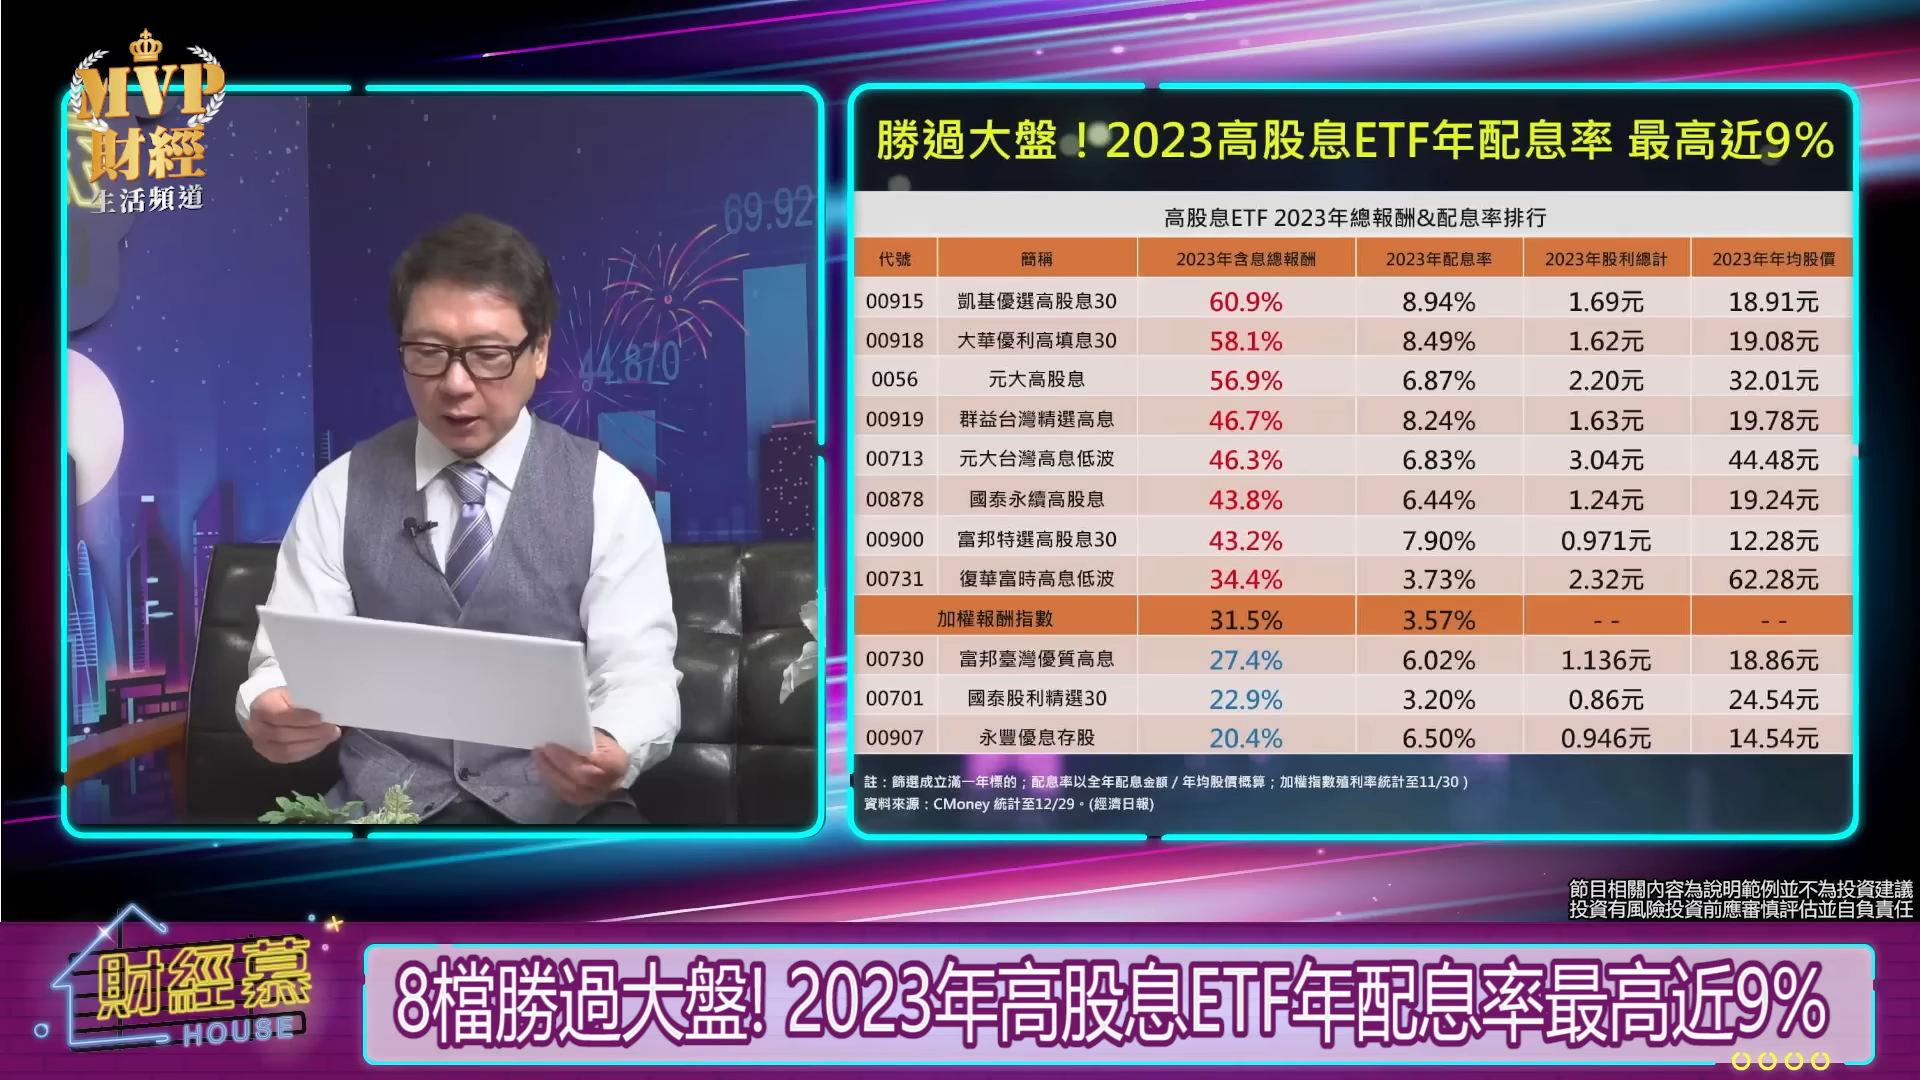 MVP
財經
生活頻道
69.92
44.870
勝過大盤！2023高股息ETF年配息率 最高近9%
高股息ETF 2023年總報酬&配息率排行
代號 簡稱 2023年含息總報酬 2023年配息率 2023年股利總計 2023年年均股價
00915 凱基優選高股息30 60.9% 8.94% 1.69元 18.91元
00918 大華優利高填息30 58.1% 8.49% 1.62元 19.08元
0056 元大高股息 56.9% 6.87% 2.20元 32.01元
00919 群益台灣精選高息 46.7% 8.24% 1.63元 19.78元
00713 元大台灣高息低波 46.3% 6.83% 3.04元 44.48元
00878 國泰永續高股息 43.8% 6.44% 1.24元 19.24元
00900 富邦特選高股息30 43.2% 7.90% 0.971元 12.28元
00731 復華富時高息低波 34.4% 3.73% 2.32元 62.28元
加權報酬指數 31.5% 3.57% - - - -
00730 富邦臺灣優質高息 27.4% 6.02% 1.136元 18.86元
00701 國泰股利精選30 22.9% 3.20% 0.86元 24.54元
00907 永豐優息存股 20.4% 6.50% 0.946元 14.54元
註：篩選成立滿一年標的；配息率以全年配息金額 / 年均股價概算；加權指數殖利率統計至11/30 )
資料來源：CMoney 統計至12/29。(經濟日報)
節目相關內容為說明範例並不為投資建議
投資有風險投資前應審慎評估並自負責任
財經慕
HOUSE
8檔勝過大盤! 2023年高股息ETF年配息率最高近9%